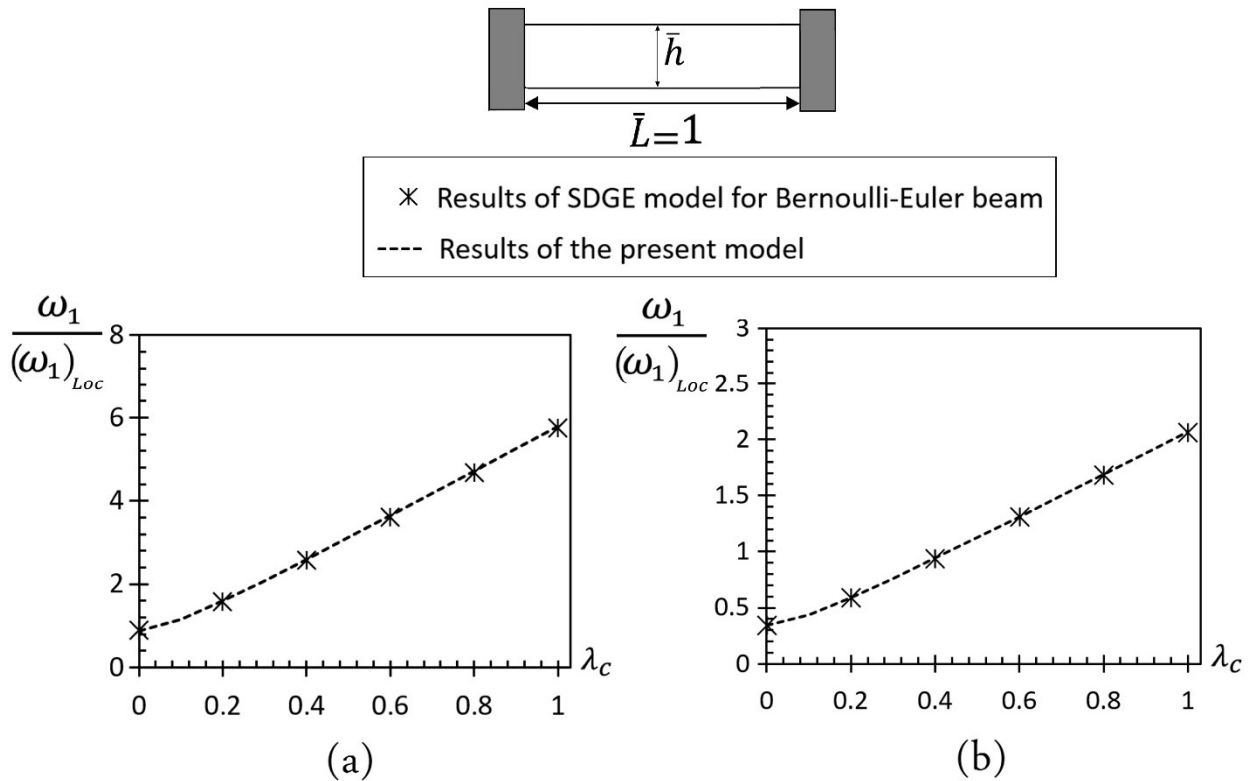 h̄
L̄=1
Results of SDGE model for Bernoulli-Euler beam
Results of the present model
ω₁
(ω₁)Loc
8
6
4
2
0
0 0.2 0.4 0.6 0.8 1
λc
(a)
ω₁
(ω₁)Loc
3
2.5
2
1.5
1
0.5
0
0 0.2 0.4 0.6 0.8 1
λc
(b)